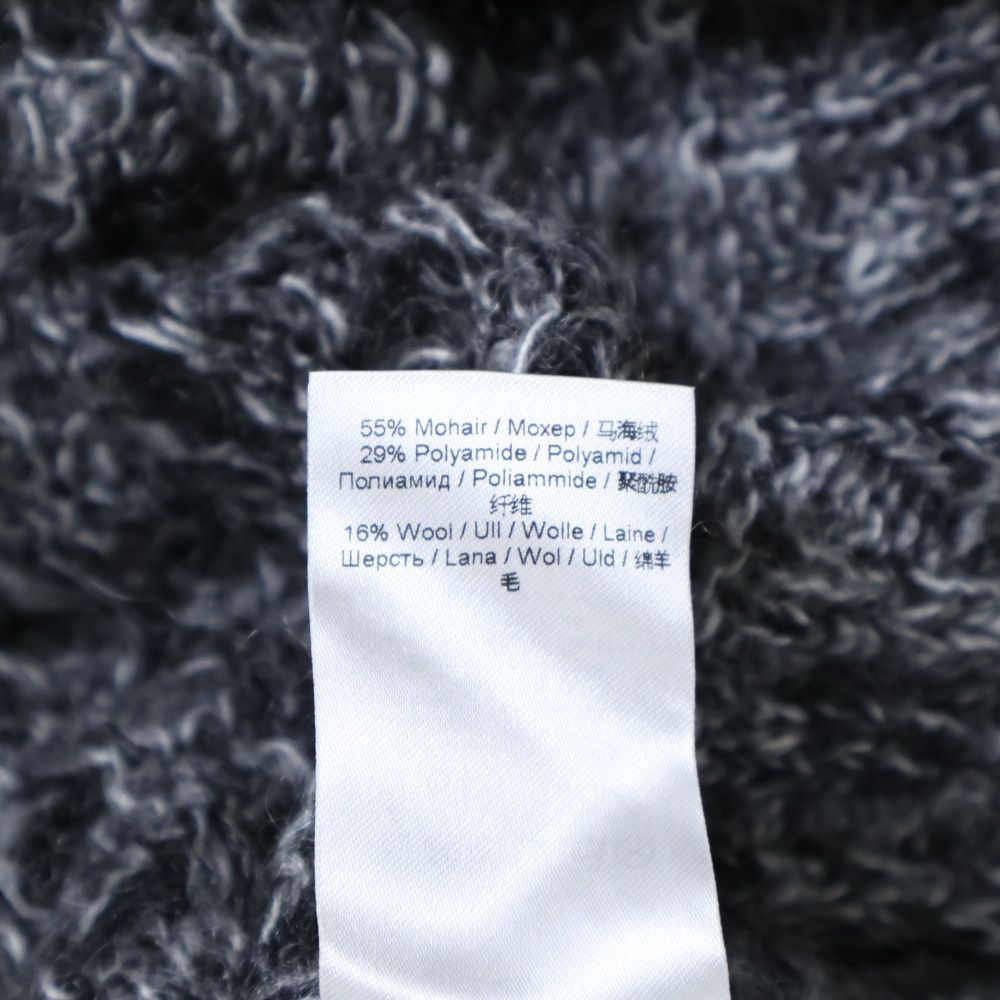 55% Mohair / Мохер / 马海绒
29% Polyamide / Polyamid /
Полиамид / Poliammide / 聚酰胺
纤维
16% Wool / Ull / Wolle / Laine /
Шерсть / Lana / Wol / Uld / 绵羊
毛